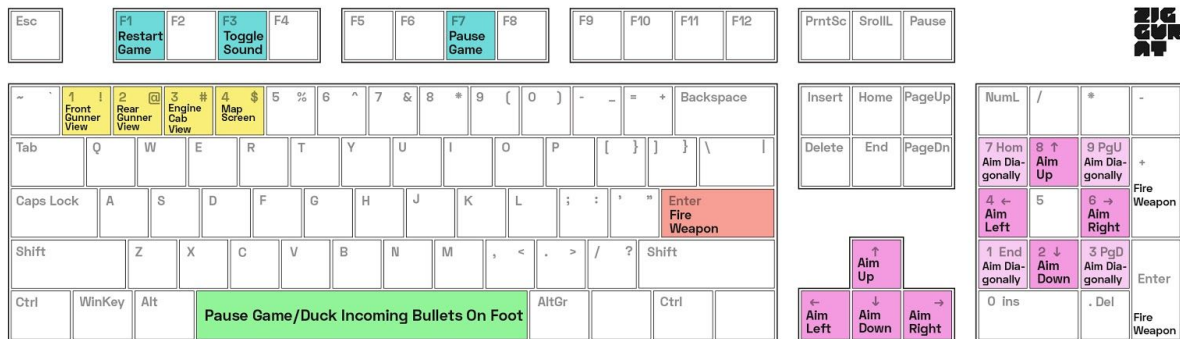 Esc
F1 F2 F3 F4
Restart Game
Toggle Sound
F5 F6 F7 F8
Pause Game
F9 F10 F11 F12
PrntSc SrollL Pause
ZIG
GUR
AT
~ `
1 !
Front Gunner View
2 @
Rear Gunner View
3 #
Engine Cab View
4 $
Map Screen
5 % 6 ^ 7 & 8 * 9 ( 0 ) - _ = + Backspace
Insert Home PageUp
NumL / * -
Tab Q W E R T Y U I O P [ } ] } \ |
Delete End PageDn
7 Hom
Aim Dia-
gonally
8 ↑
Aim
Up
9 PgU
Aim Dia-
gonally
+
Fire
Weapon
Caps Lock A S D F G H J K L ; : ' "
Enter
Fire
Weapon
4 ←
Aim
Left
5
6 →
Aim
Right
Shift Z X C V B N M , < . > / ? Shift
↑
Aim
Up
1 End
Aim Dia-
gonally
2 ↓
Aim
Down
3 PgD
Aim Dia-
gonally
Enter
Fire
Weapon
Ctrl WinKey Alt
Pause Game/Duck Incoming Bullets On Foot
AltGr Ctrl
←
Aim
Left
↓
Aim
Down
→
Aim
Right
0 ins . Del